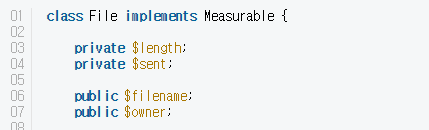 01 class File implements Measurable {
02
03     private $length;
04     private $sent;
05
06     public $filename;
07     public $owner;
08